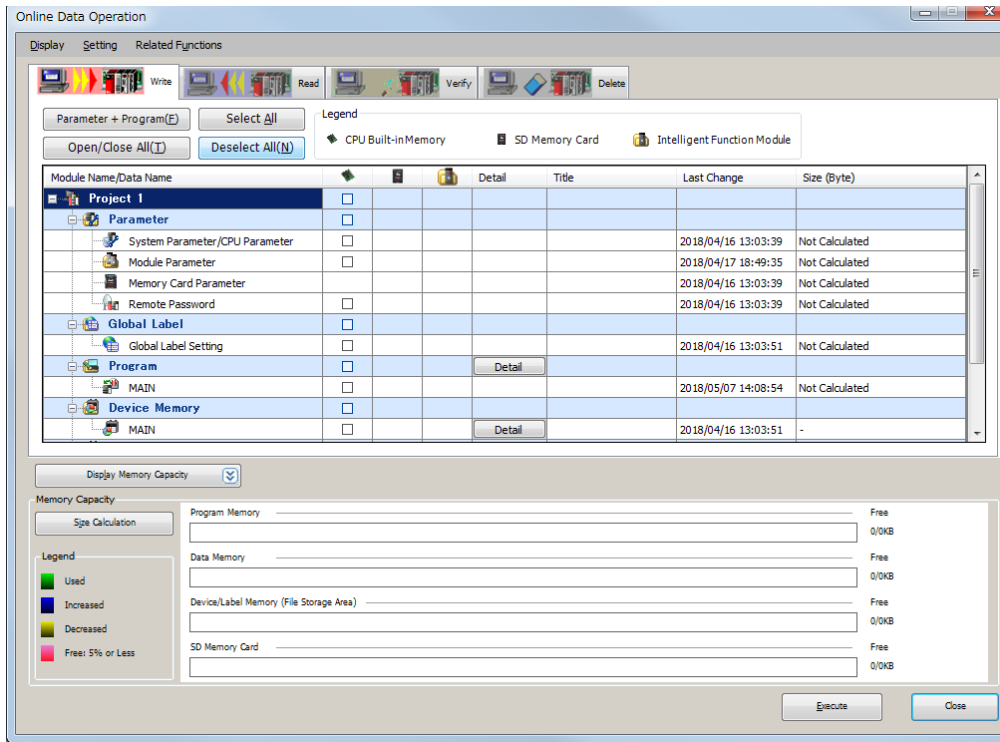 Online Data Operation
Display Setting Related Functions
Write Read Verify Delete
Parameter + Program(F) Select All
Legend
CPU Built-in Memory SD Memory Card Intelligent Function Module
Open/Close All(T) Deselect All(N)
Module Name/Data Name Detail Title Last Change Size (Byte)
Project 1
Parameter
System Parameter/CPU Parameter 2018/04/16 13:03:39 Not Calculated
Module Parameter 2018/04/17 18:49:35 Not Calculated
Memory Card Parameter 2018/04/16 13:03:39 Not Calculated
Remote Password 2018/04/16 13:03:39 Not Calculated
Global Label
Global Label Setting 2018/04/16 13:03:51 Not Calculated
Program Detail
MAIN 2018/05/07 14:08:54 Not Calculated
Device Memory
MAIN Detail 2018/04/16 13:03:51 -
Display Memory Capacity
Memory Capacity
Size Calculation
Legend
Used
Increased
Decreased
Free: 5% or Less
Program Memory Free
0/0KB
Data Memory Free
0/0KB
Device/Label Memory (File Storage Area) Free
0/0KB
SD Memory Card Free
0/0KB
Execute Close